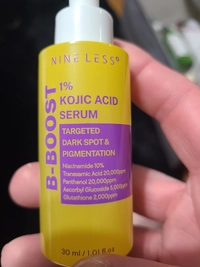 NINE LESS®
B-BOOST
1%
KOJIC ACID
SERUM
TARGETED
DARK SPOT &
PIGMENTATION
Niacinamide 10%
Tranexamic Acid 20,000ppm
Panthenol 20,000ppm
Ascorbyl Glucoside 5,000ppm
Glutathione 2,000ppm
30 ml / 1.01 fl.oz